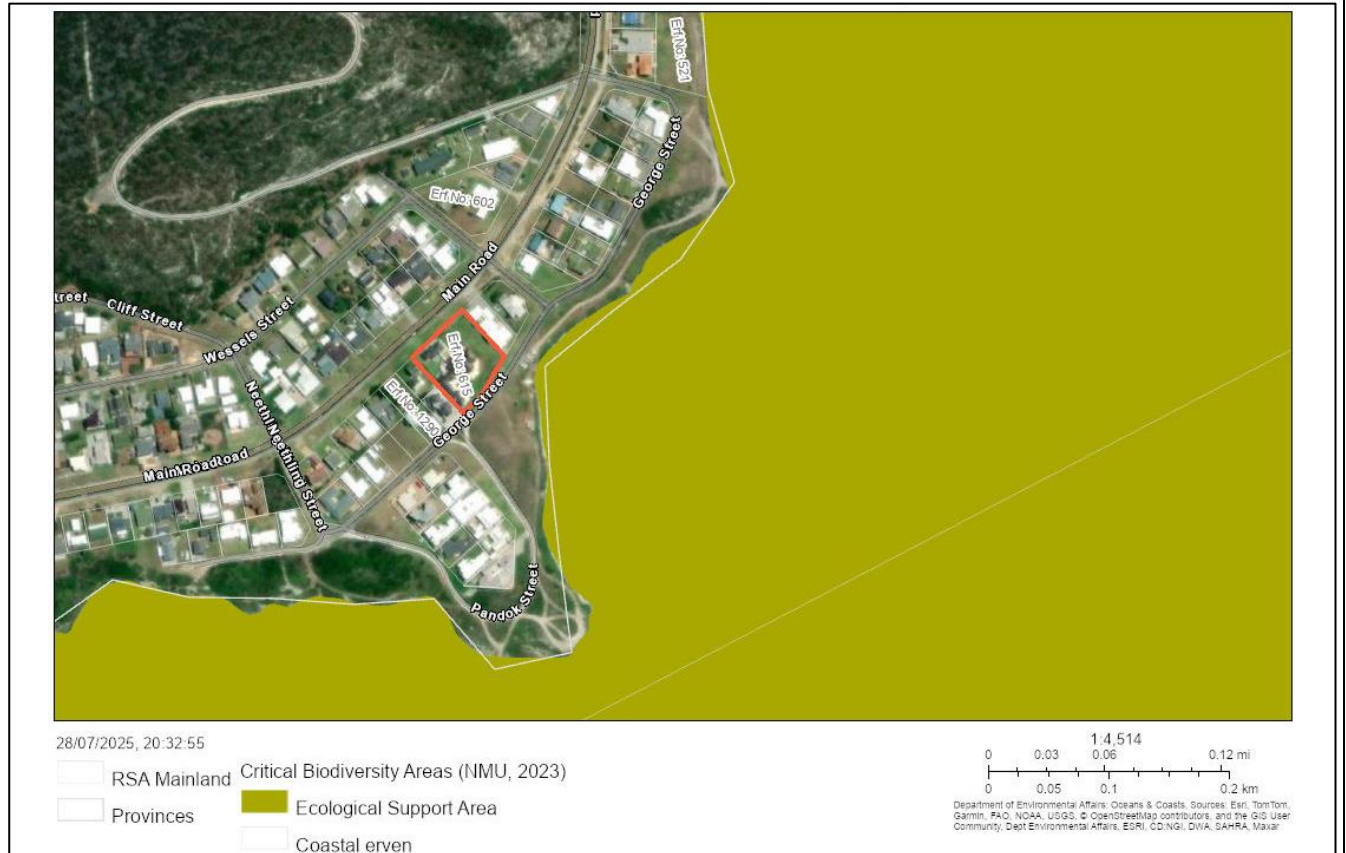 Erf No: 521
George Street
Erf No: 602
Main Road
treet
Cliff Street
Wessels Street
Erf No: 615
Erf No: 1290
George Street
Neethling Street
Main Road
Pandok Street
28/07/2025, 20:32:55
RSA Mainland
Provinces
Critical Biodiversity Areas (NMU, 2023)
Ecological Support Area
Coastal erven
1:4,514
0 0.03 0.06 0.12 mi
0 0.05 0.1 0.2 km
Department of Environmental Affairs: Oceans & Coasts, Sources: Esri, TomTom,
Garmin, FAO, NOAA, USGS, © OpenStreetMap contributors, and the GIS User
Community, Dept Environmental Affairs, ESRI, CD:NGI, DWA, SAHRA, Maxar